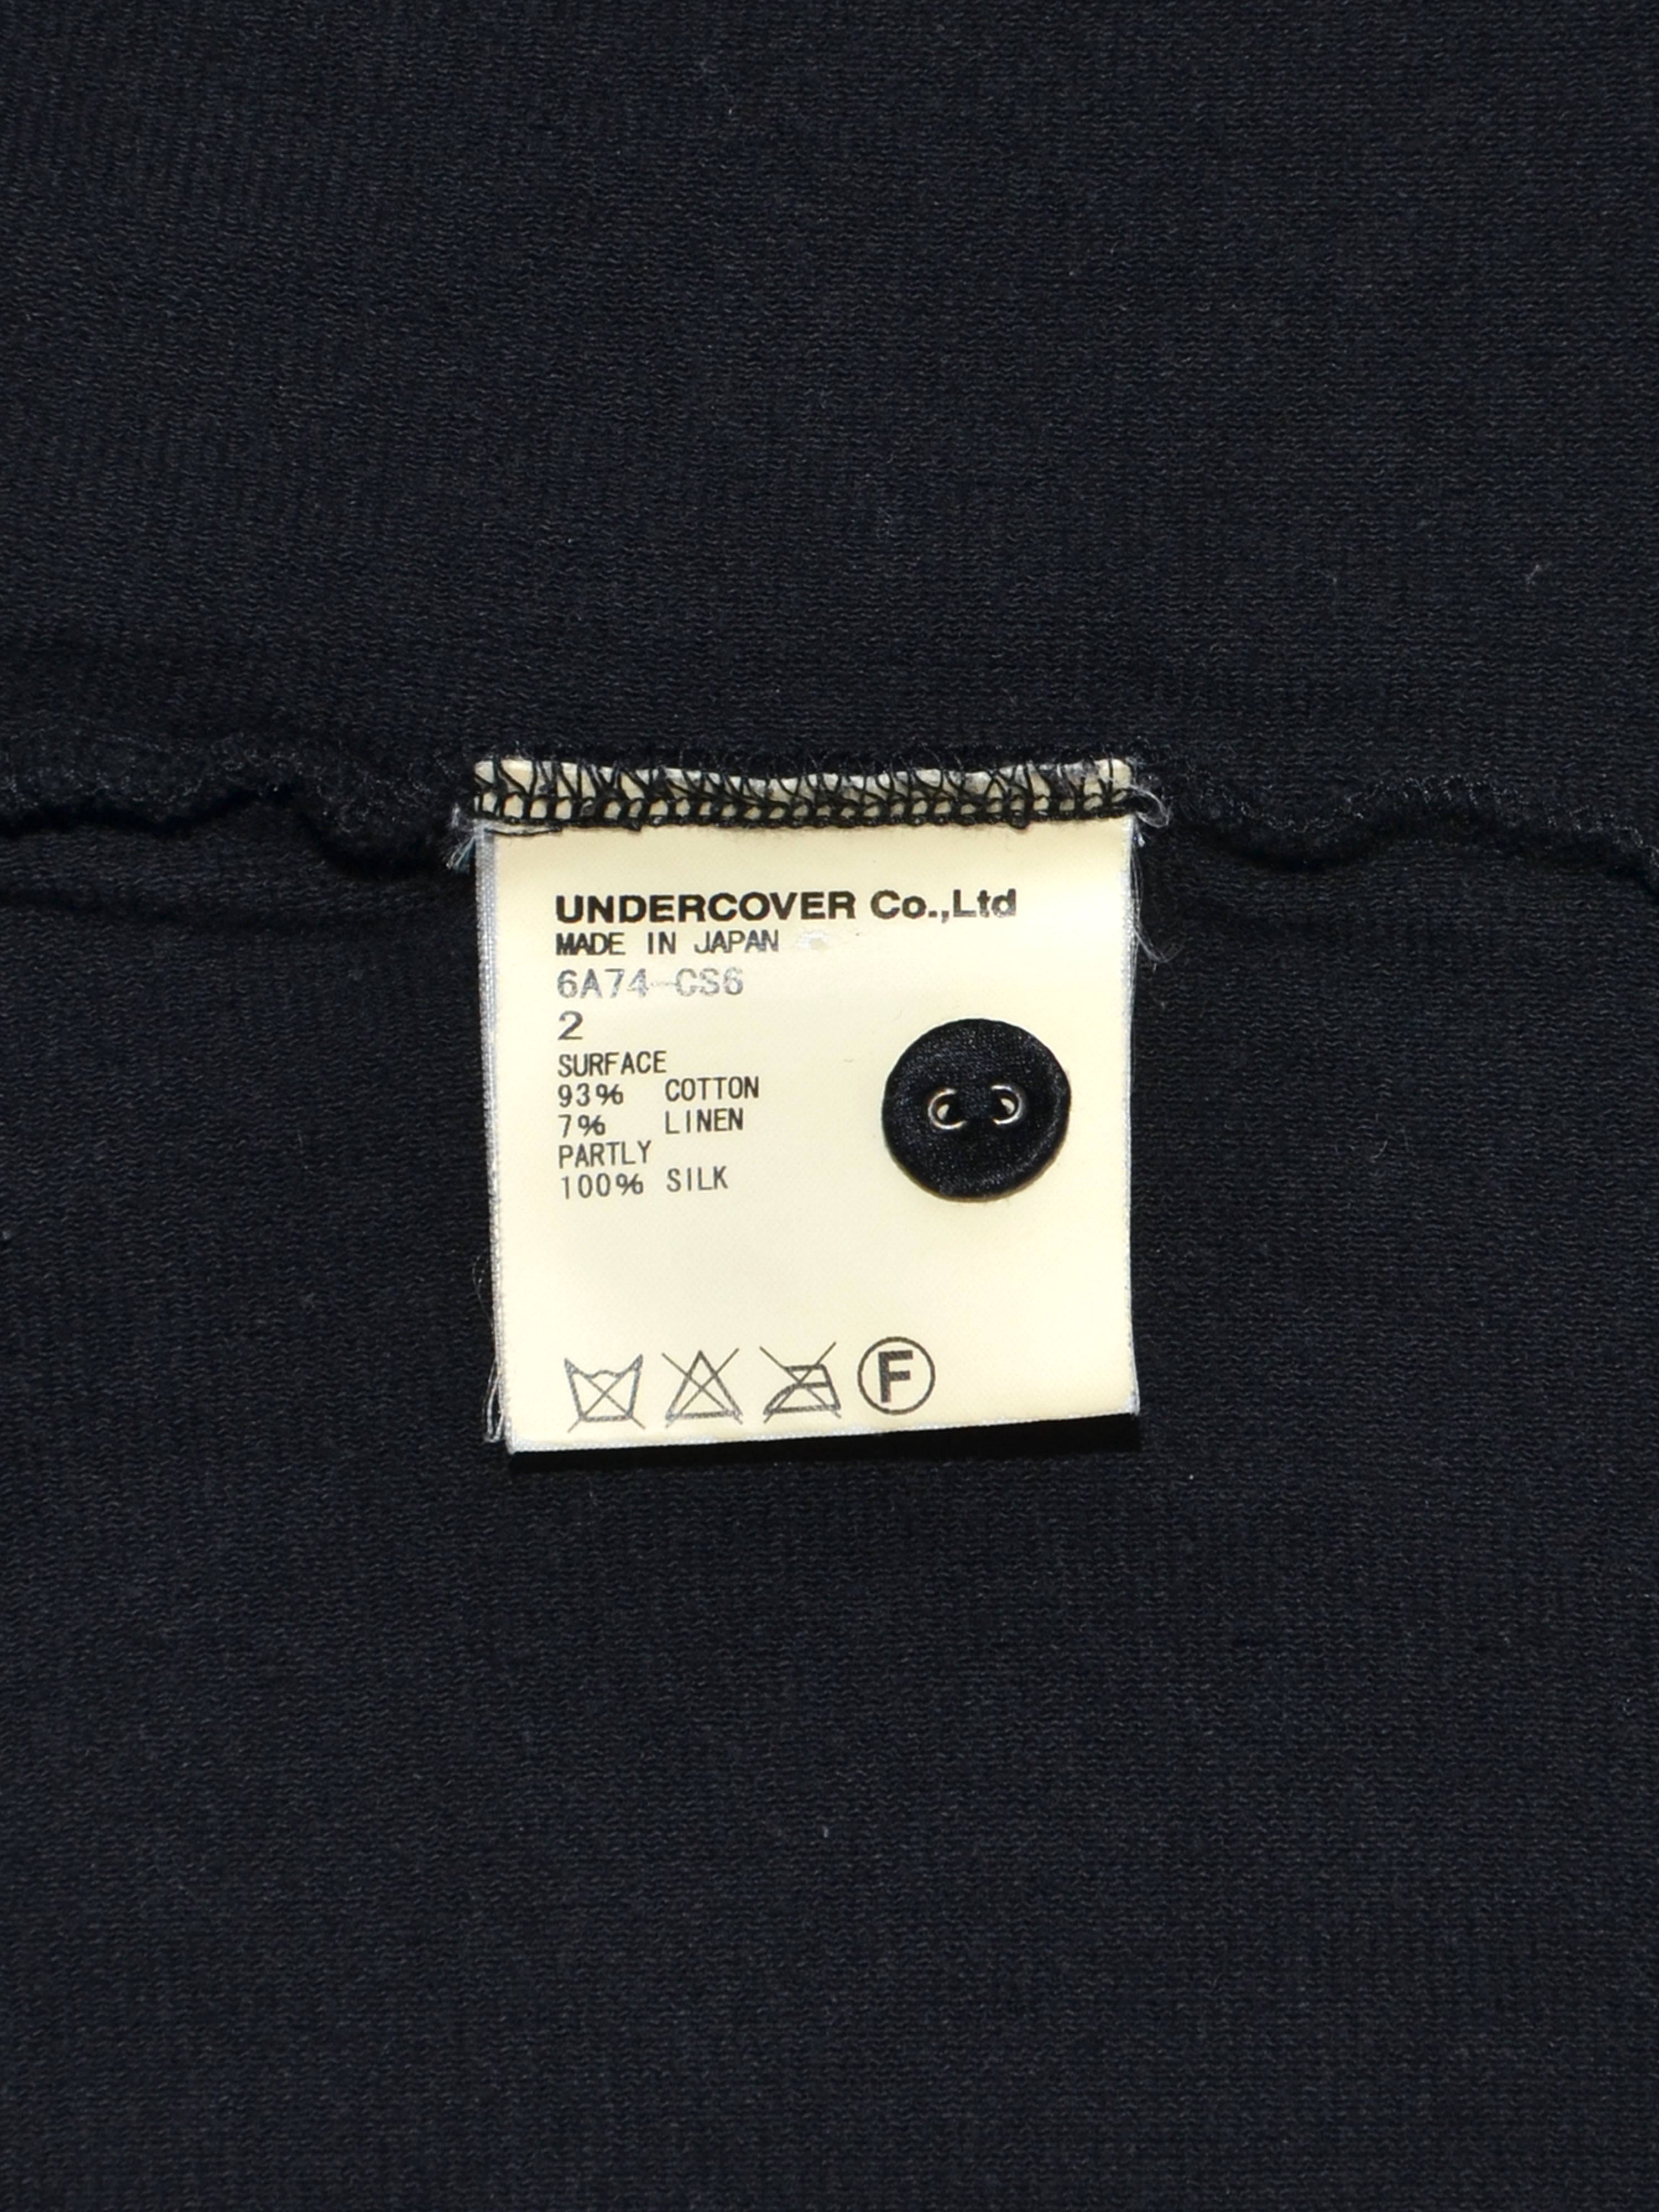 UNDERCOVER Co.,Ltd
MADE IN JAPAN
6A74-CS6
2
SURFACE
93% COTTON
7% LINEN
PARTLY
100% SILK
F